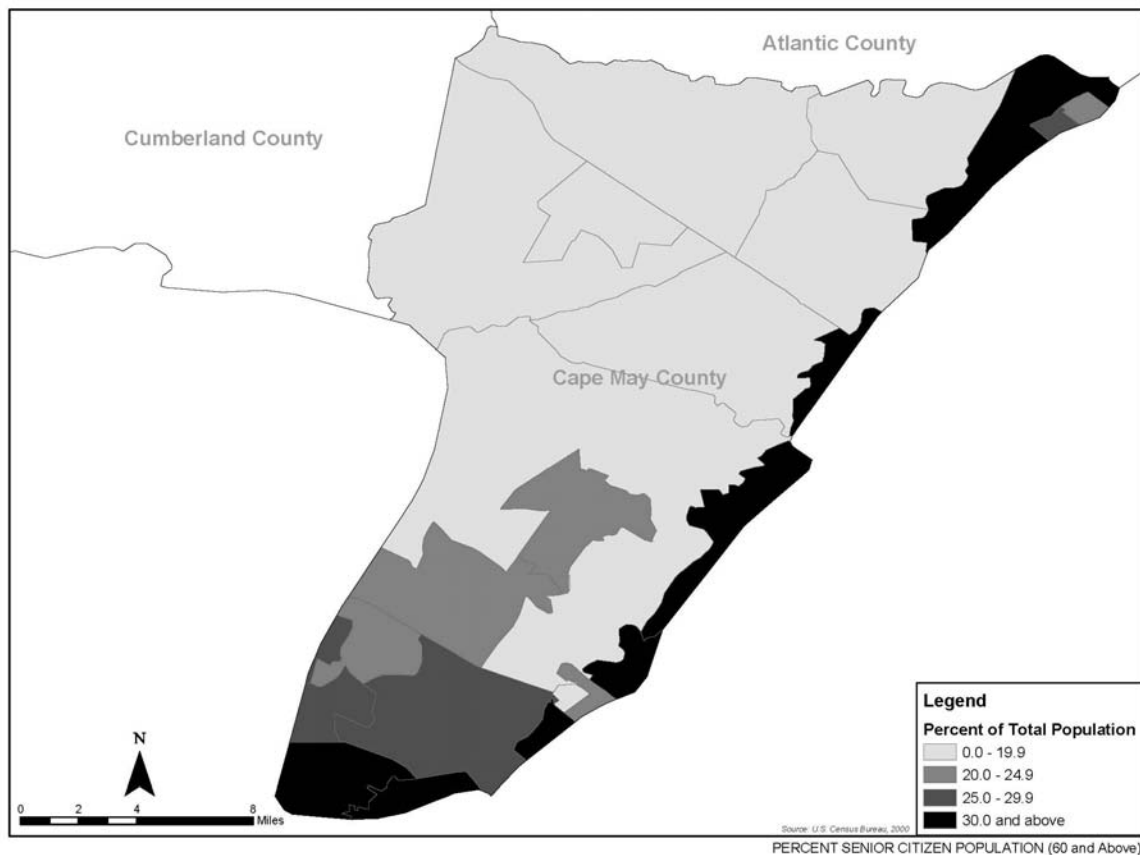 Atlantic County
Cumberland County
Cape May County
N
0 2 4 8
Miles
Legend
Percent of Total Population
0.0 - 19.9
20.0 - 24.9
25.0 - 29.9
30.0 and above
Source: U.S. Census Bureau, 2000
PERCENT SENIOR CITIZEN POPULATION (60 and Above)